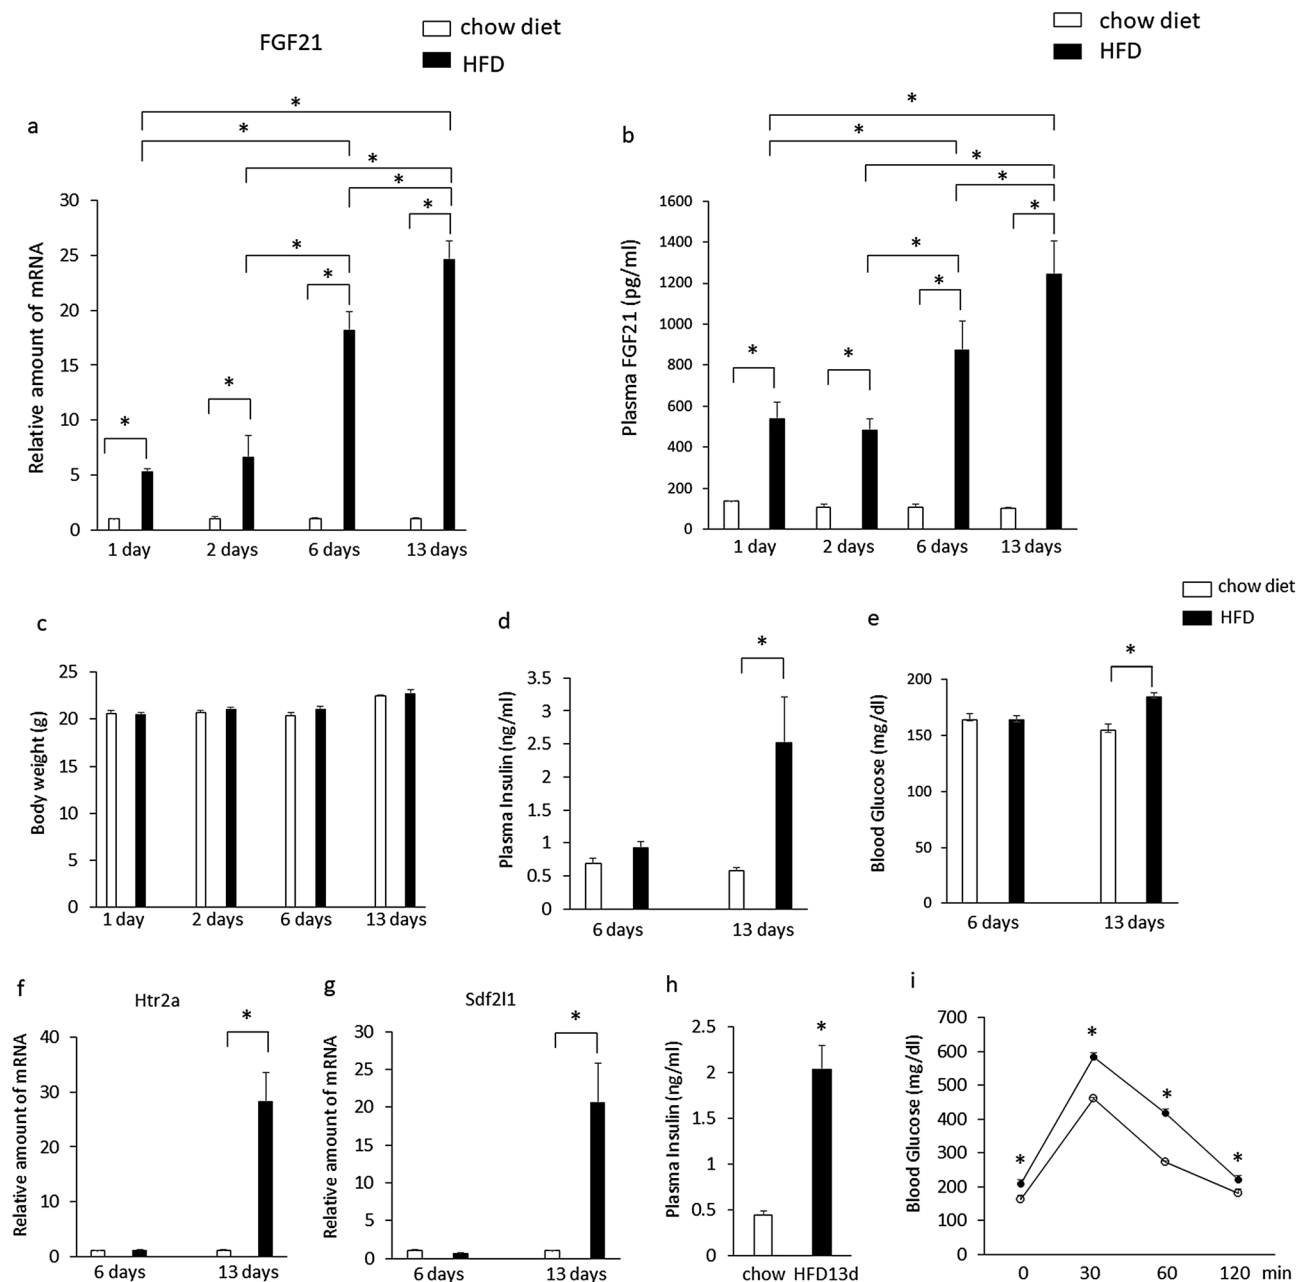 FGF21
chow diet
HFD
chow diet
HFD
a
*
*
*
*
*
*
*
*
*
30
25
20
15
10
5
0
Relative amount of mRNA
1 day
2 days
6 days
13 days
b
*
*
*
*
*
*
*
*
*
1600
1400
1200
1000
800
600
400
200
0
Plasma FGF21 (pg/ml)
1 day
2 days
6 days
13 days
c
25
20
15
10
5
0
Body weight (g)
1 day
2 days
6 days
13 days
d
*
3.5
3
2.5
2
1.5
1
0.5
0
Plasma Insulin (ng/ml)
6 days
13 days
e
chow diet
HFD
*
200
150
100
50
0
Blood Glucose (mg/dl)
6 days
13 days
f
Htr2a
*
40
30
20
10
0
Relative amount of mRNA
6 days
13 days
g
Sdf2l1
*
30
25
20
15
10
5
0
Relative amount of mRNA
6 days
13 days
h
*
2.5
2
1.5
1
0.5
0
Plasma Insulin (ng/ml)
chow HFD13d
i
700
600
500
400
300
200
100
0
Blood Glucose (mg/dl)
*
*
*
*
0 30 60 120 min